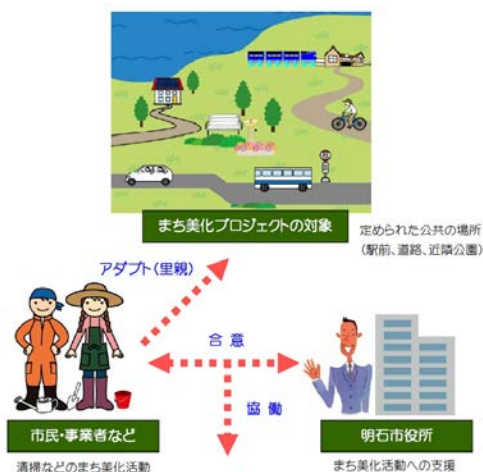 まち美化プロジェクトの対象
定められた公共の場所
(駅前、道路、近隣公園)
アダプト(里親)
合意
協働
市民・事業者など
明石市役所
清掃などのまち美化活動
まち美化活動への支援